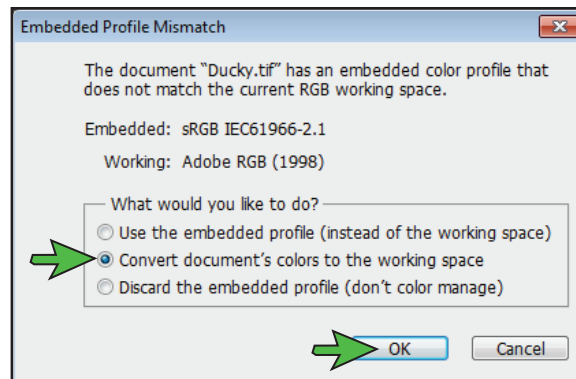 Embedded Profile Mismatch
The document “Ducky.tif” has an embedded color profile that
does not match the current RGB working space.
Embedded: sRGB IEC61966-2.1
Working: Adobe RGB (1998)
What would you like to do?
Use the embedded profile (instead of the working space)
Convert document's colors to the working space
Discard the embedded profile (don't color manage)
OK Cancel